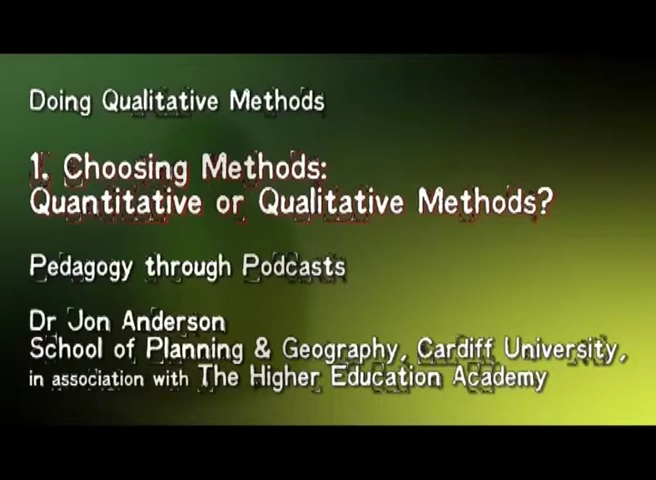 Doing Qualitative Methods
1. Choosing Methods:
Quantitative or Qualitative Methods?
Pedagogy through Podcasts
Dr Jon Anderson
School of Planning & Geography, Cardiff University,
in association with The Higher Education Academy